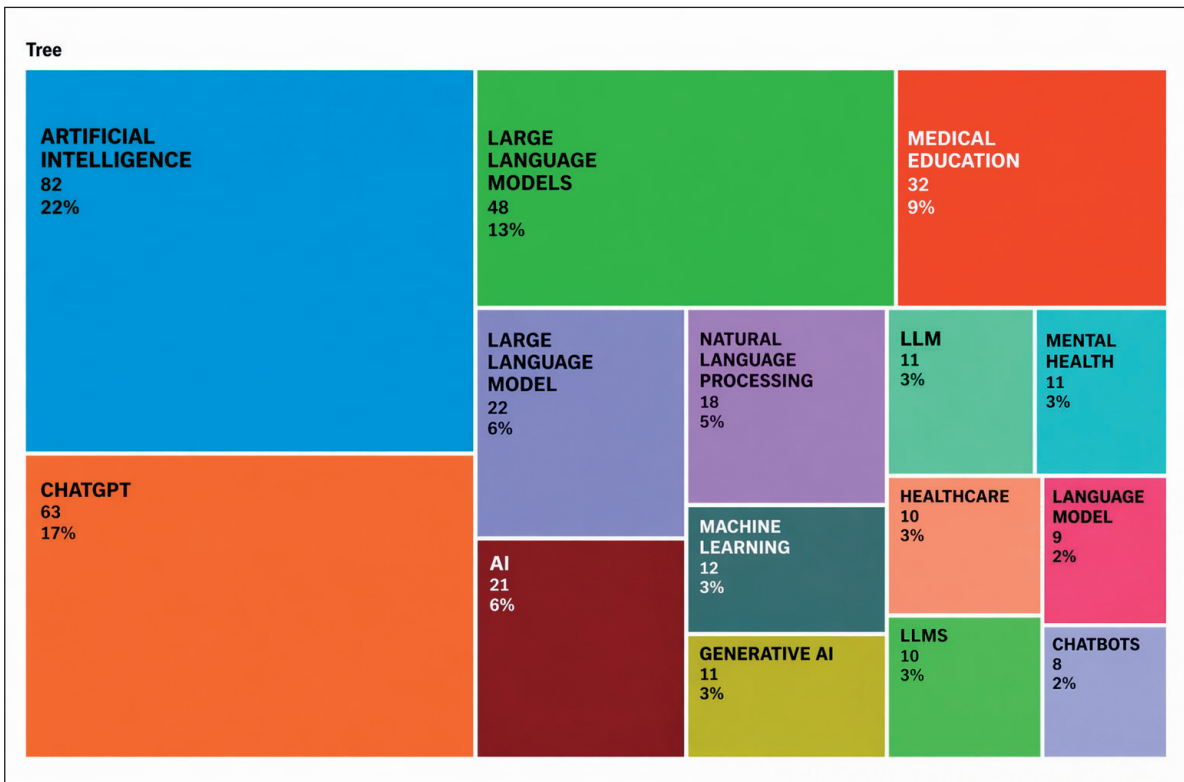 Tree
ARTIFICIAL
INTELLIGENCE
82
22%
CHATGPT
63
17%
LARGE
LANGUAGE
MODELS
48
13%
MEDICAL
EDUCATION
32
9%
LARGE
LANGUAGE
MODEL
22
6%
AI
21
6%
NATURAL
LANGUAGE
PROCESSING
18
5%
MACHINE
LEARNING
12
3%
GENERATIVE AI
11
3%
LLM
11
3%
MENTAL
HEALTH
11
3%
HEALTHCARE
10
3%
LANGUAGE
MODEL
9
2%
LLMS
10
3%
CHATBOTS
8
2%